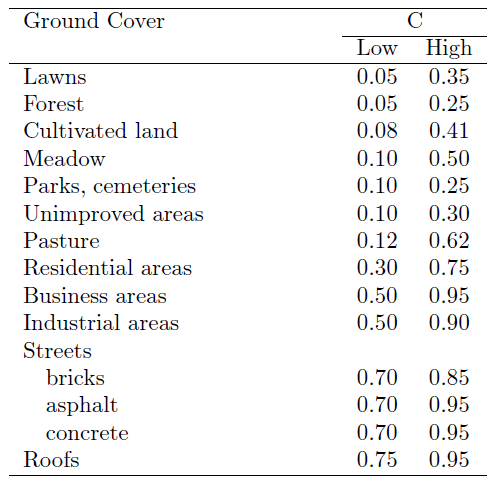 Ground Cover C
Low High
Lawns 0.05 0.35
Forest 0.05 0.25
Cultivated land 0.08 0.41
Meadow 0.10 0.50
Parks, cemeteries 0.10 0.25
Unimproved areas 0.10 0.30
Pasture 0.12 0.62
Residential areas 0.30 0.75
Business areas 0.50 0.95
Industrial areas 0.50 0.90
Streets
bricks 0.70 0.85
asphalt 0.70 0.95
concrete 0.70 0.95
Roofs 0.75 0.95